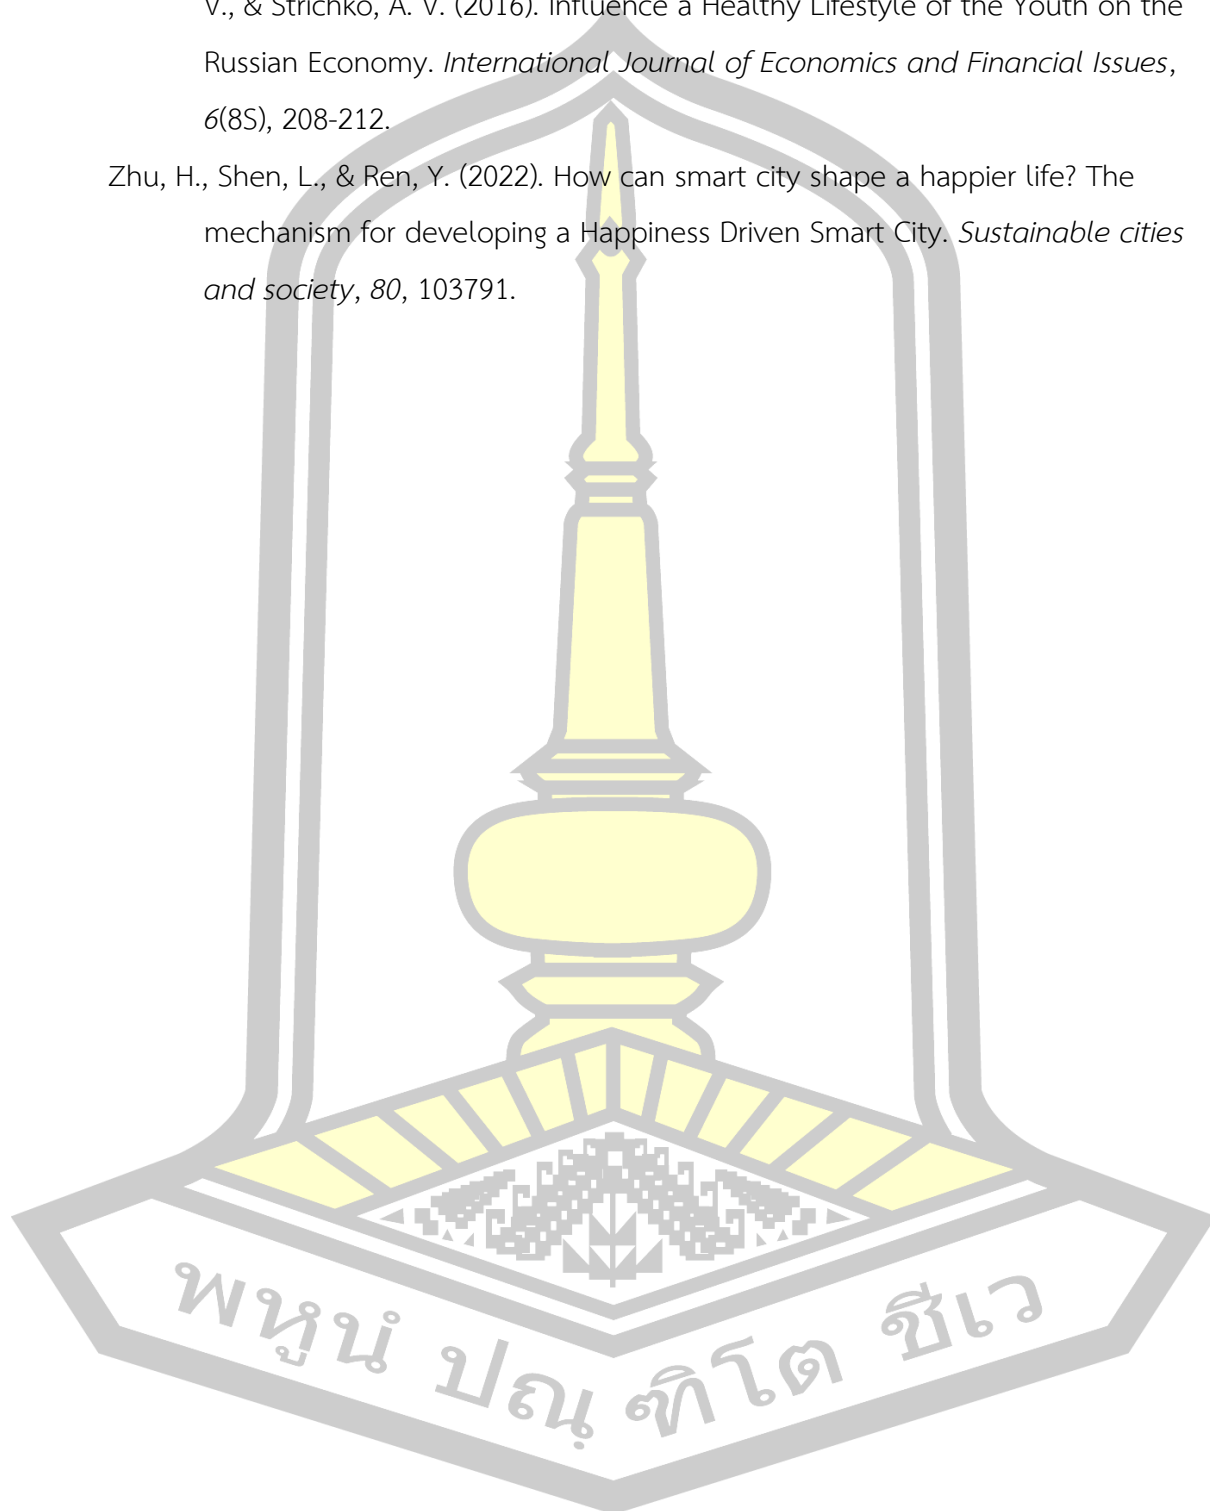 V., & Strichko, A. V. (2016). Influence a Healthy Lifestyle of the Youth on the
Russian Economy. International Journal of Economics and Financial Issues,
6(8S), 208-212.
Zhu, H., Shen, L., & Ren, Y. (2022). How can smart city shape a happier life? The
mechanism for developing a Happiness Driven Smart City. Sustainable cities
and society, 80, 103791.
พหูนํ ปณฺฑิโต ชีเว